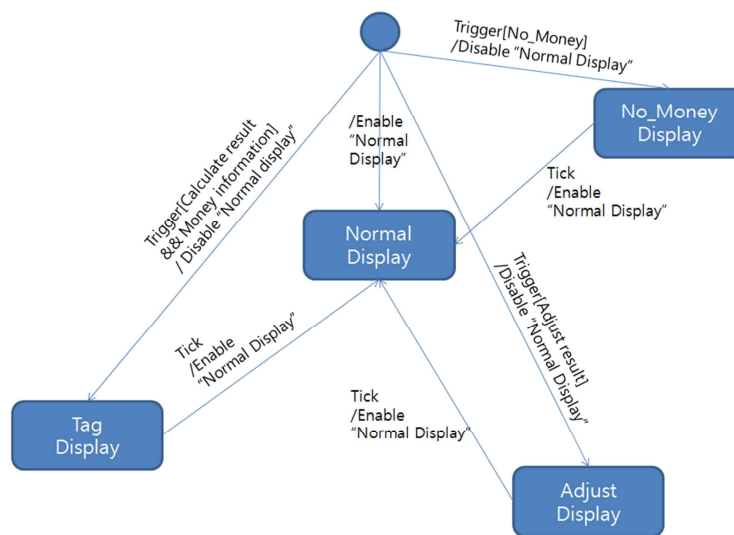 Trigger[No_Money]
/Disable “Normal Display”
No_Money
Display
/Enable
“Normal
Display”
Trigger[Calculate result
&& Money information]
/ Disable “Normal display”
Tick
/Enable
“Normal Display”
Normal
Display
Trigger[Adjust result]
/Disable “Normal Display”
Tick
/Enable
“Normal Display”
Tick
/Enable
“Normal Display”
Tag
Display
Adjust
Display